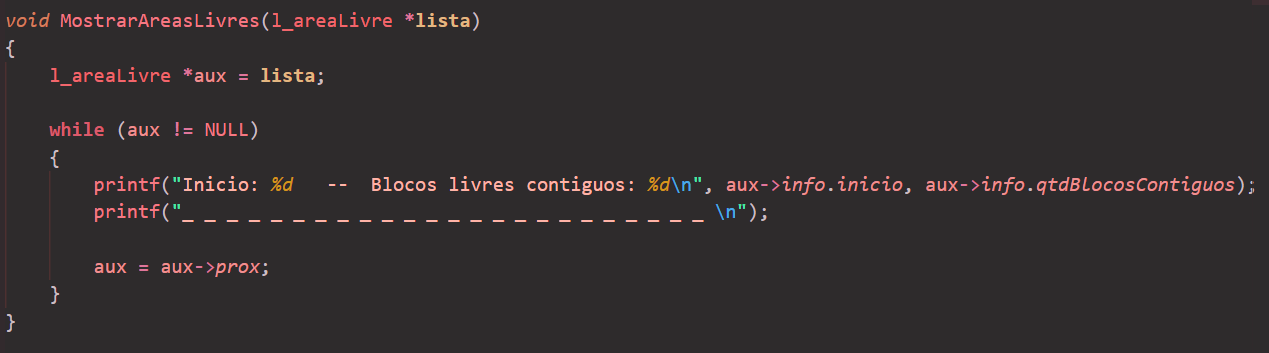 void MostrarAreasLivres(l_areaLivre *lista)
{
    l_areaLivre *aux = lista;

    while (aux != NULL)
    {
        printf("Inicio: %d   --  Blocos livres contiguos: %d\n", aux->info.inicio, aux->info.qtdBlocosContiguos);
        printf("_ _ _ _ _ _ _ _ _ _ _ _ _ _ _ _ _ _ _ _ _ _ _ _ \n");

        aux = aux->prox;
    }
}